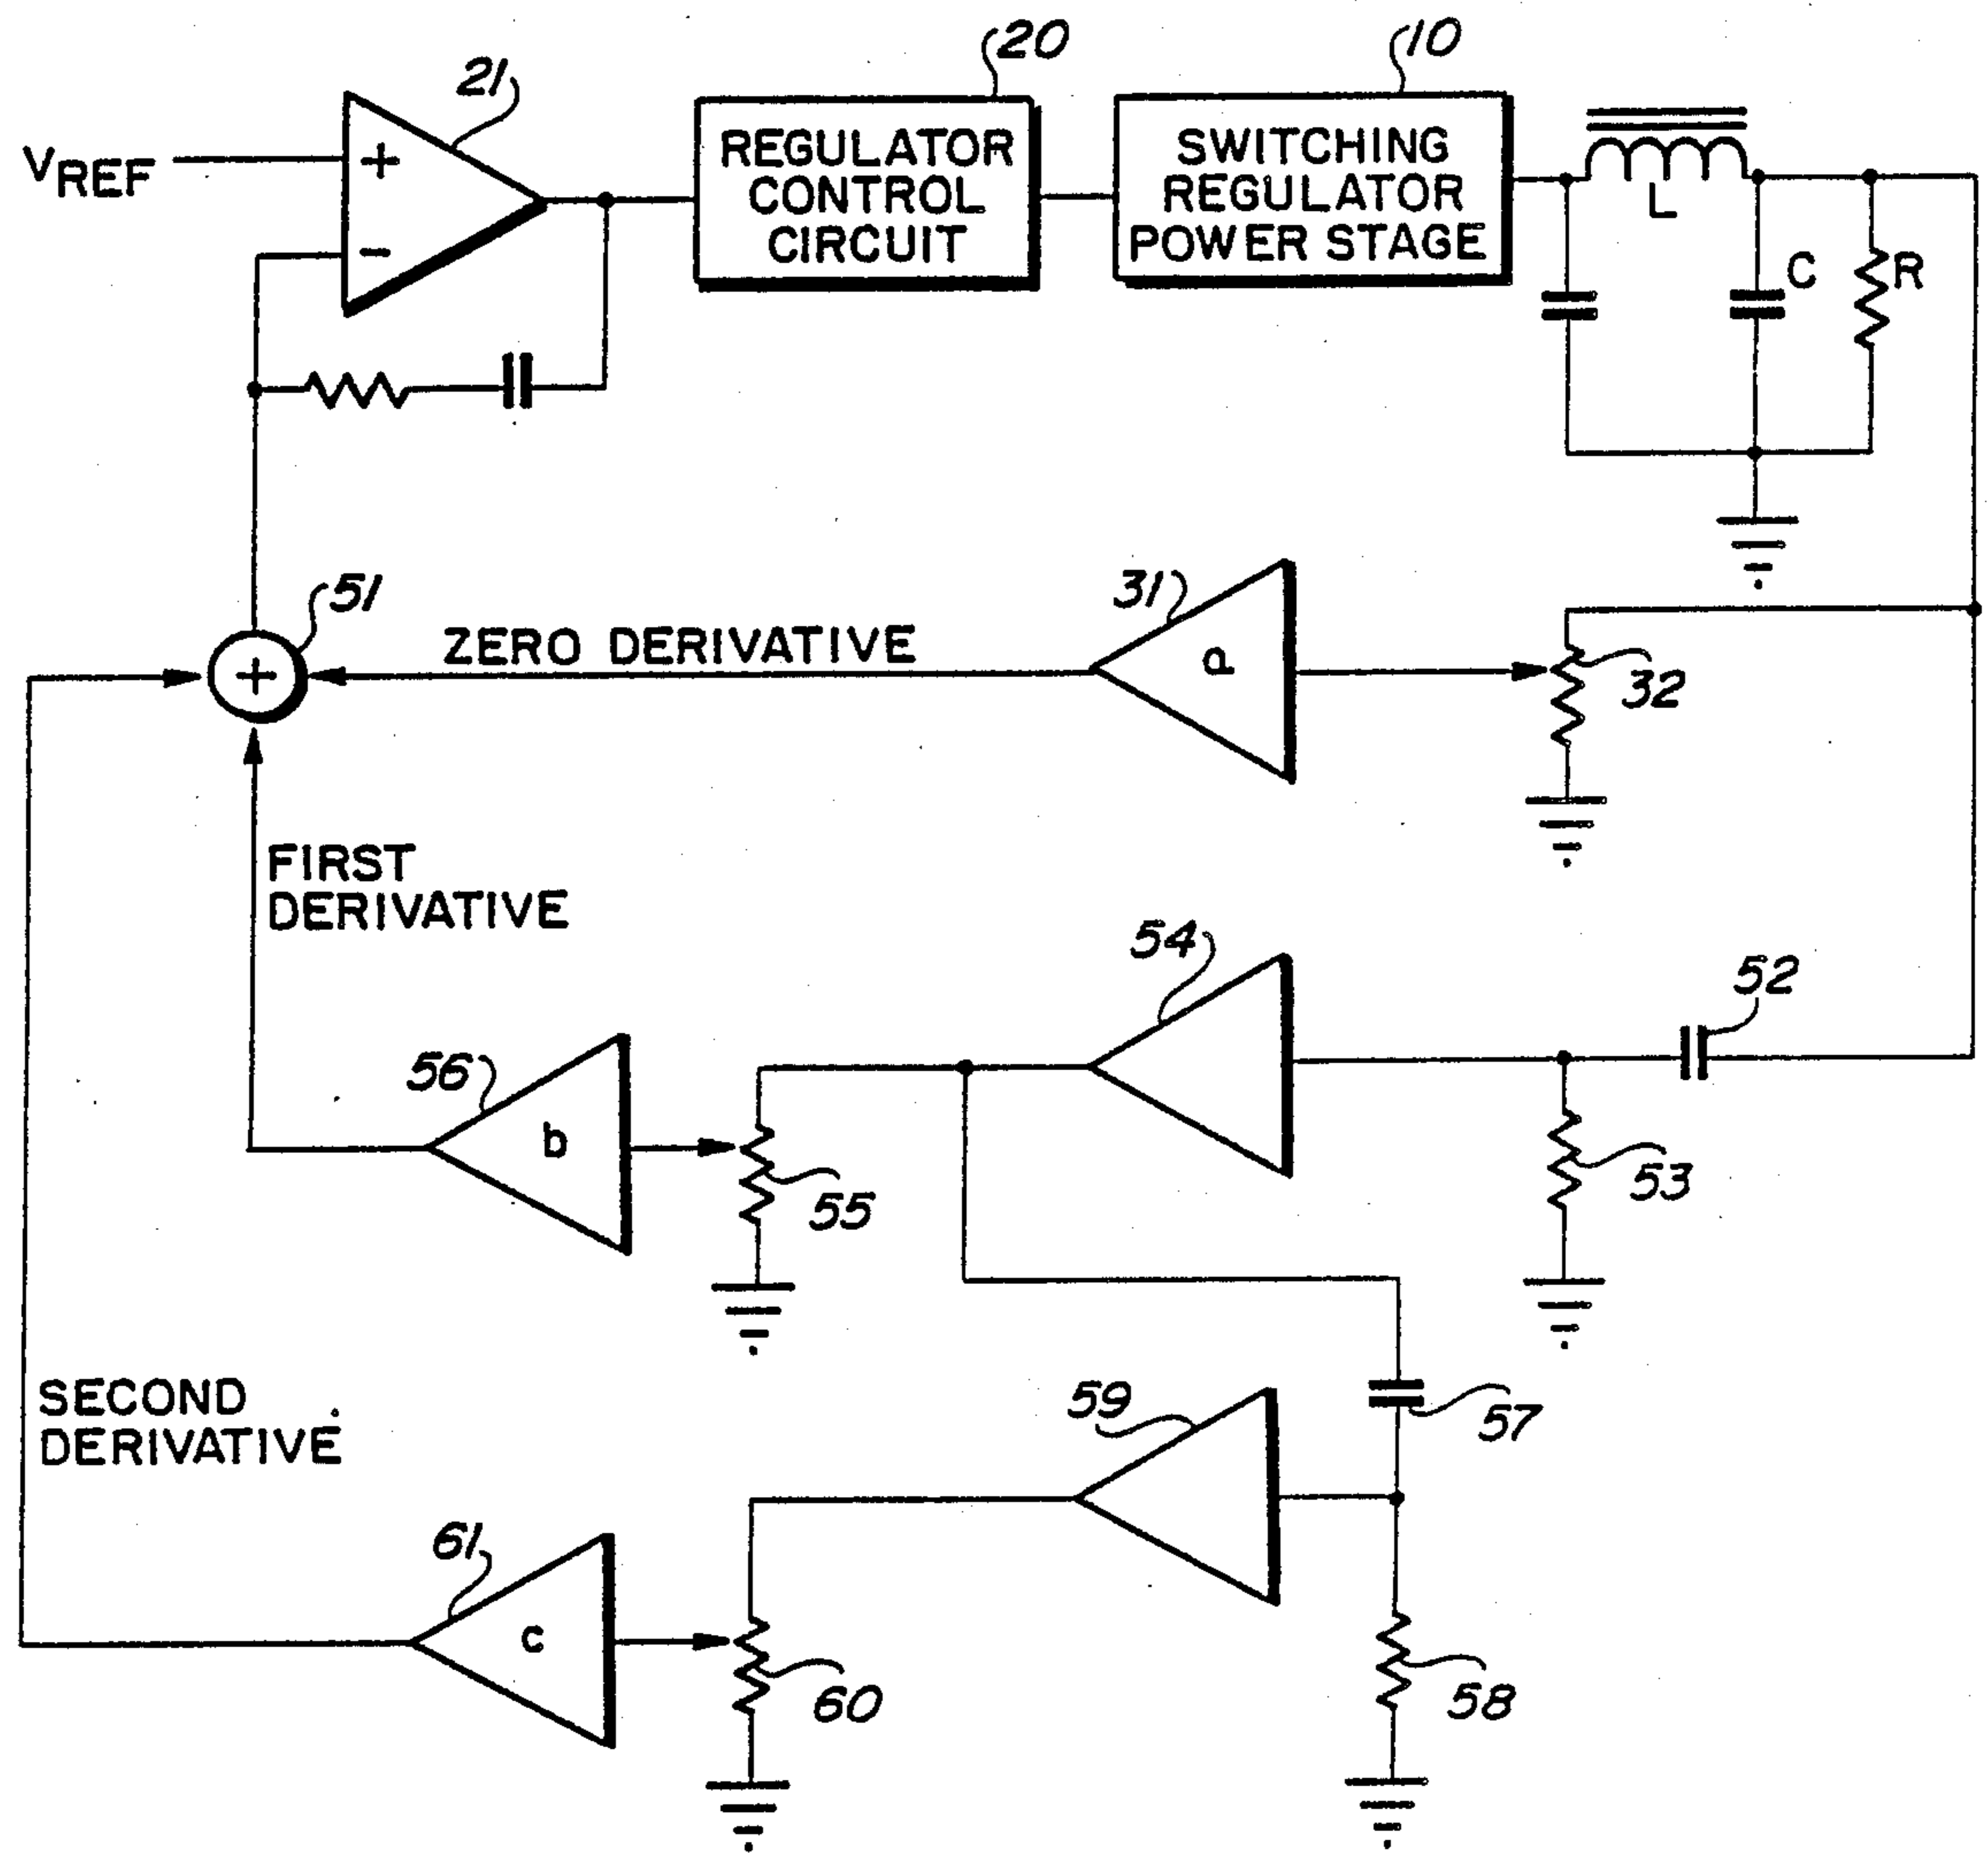 20
10
21
VREF
+
-
REGULATOR
CONTROL
CIRCUIT
SWITCHING
REGULATOR
POWER STAGE
L
C
R
51
+
ZERO DERIVATIVE
31
a
32
FIRST
DERIVATIVE
54
52
56
b
55
53
SECOND
DERIVATIVE
59
57
61
c
60
58